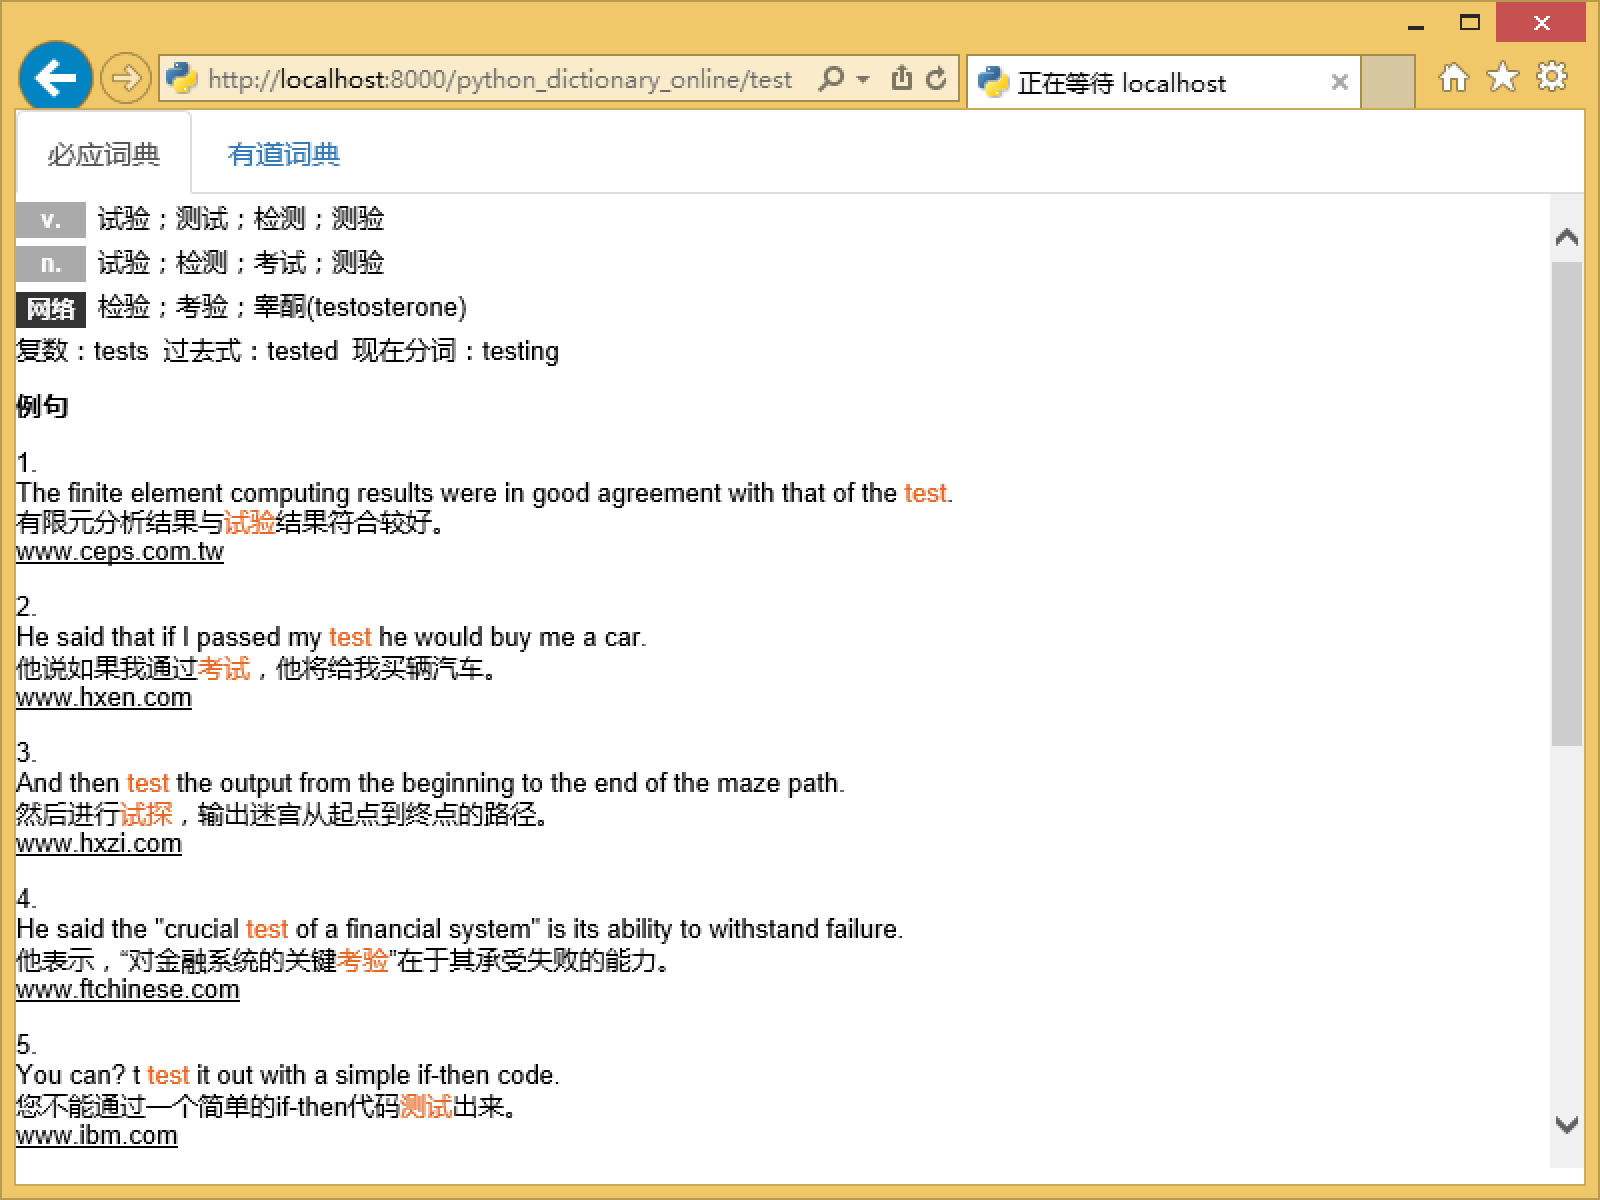 http://localhost:8000/python_dictionary_online/test
正在等待 localhost
必应词典 有道词典
v. 试验；测试；检测；测验
n. 试验；检测；考试；测验
网络 检验；考验；睾酮(testosterone)
复数：tests 过去式：tested 现在分词：testing
例句
1.
The finite element computing results were in good agreement with that of the test.
有限元分析结果与试验结果符合较好。
www.ceps.com.tw
2.
He said that if I passed my test he would buy me a car.
他说如果我通过考试，他将给我买辆汽车。
www.hxen.com
3.
And then test the output from the beginning to the end of the maze path.
然后进行试探，输出迷宫从起点到终点的路径。
www.hxzi.com
4.
He said the "crucial test of a financial system" is its ability to withstand failure.
他表示，“对金融系统的关键考验”在于其承受失败的能力。
www.ftchinese.com
5.
You can? t test it out with a simple if-then code.
您不能通过一个简单的if-then代码测试出来。
www.ibm.com